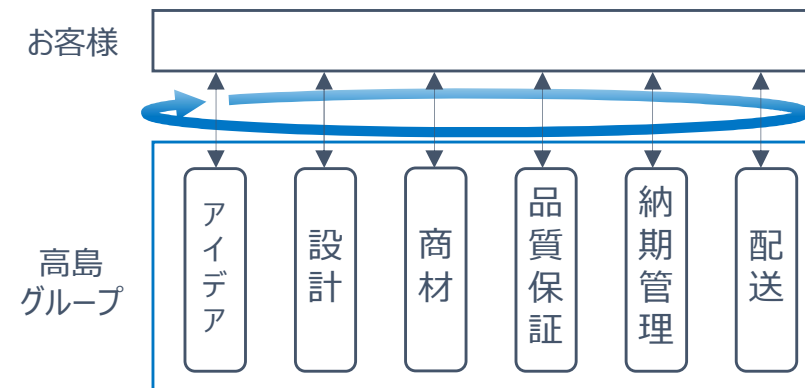 お客様
高島
グループ
アイデア
設計
商材
品質保証
納期管理
配送